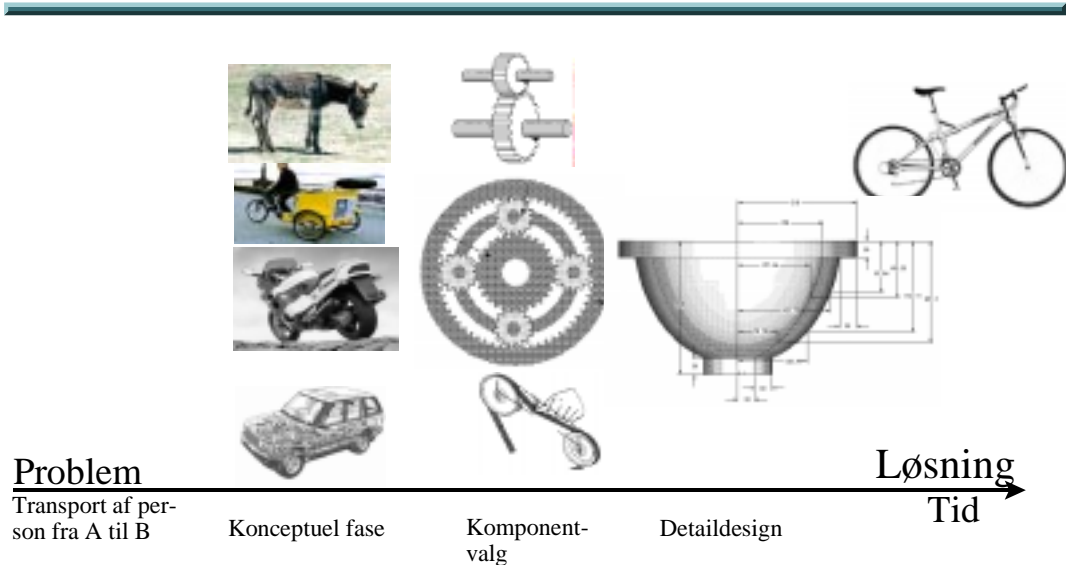 Problem
Løsning
Tid
Transport af per-
son fra A til B
Konceptuel fase
Komponent-
valg
Detaildesign